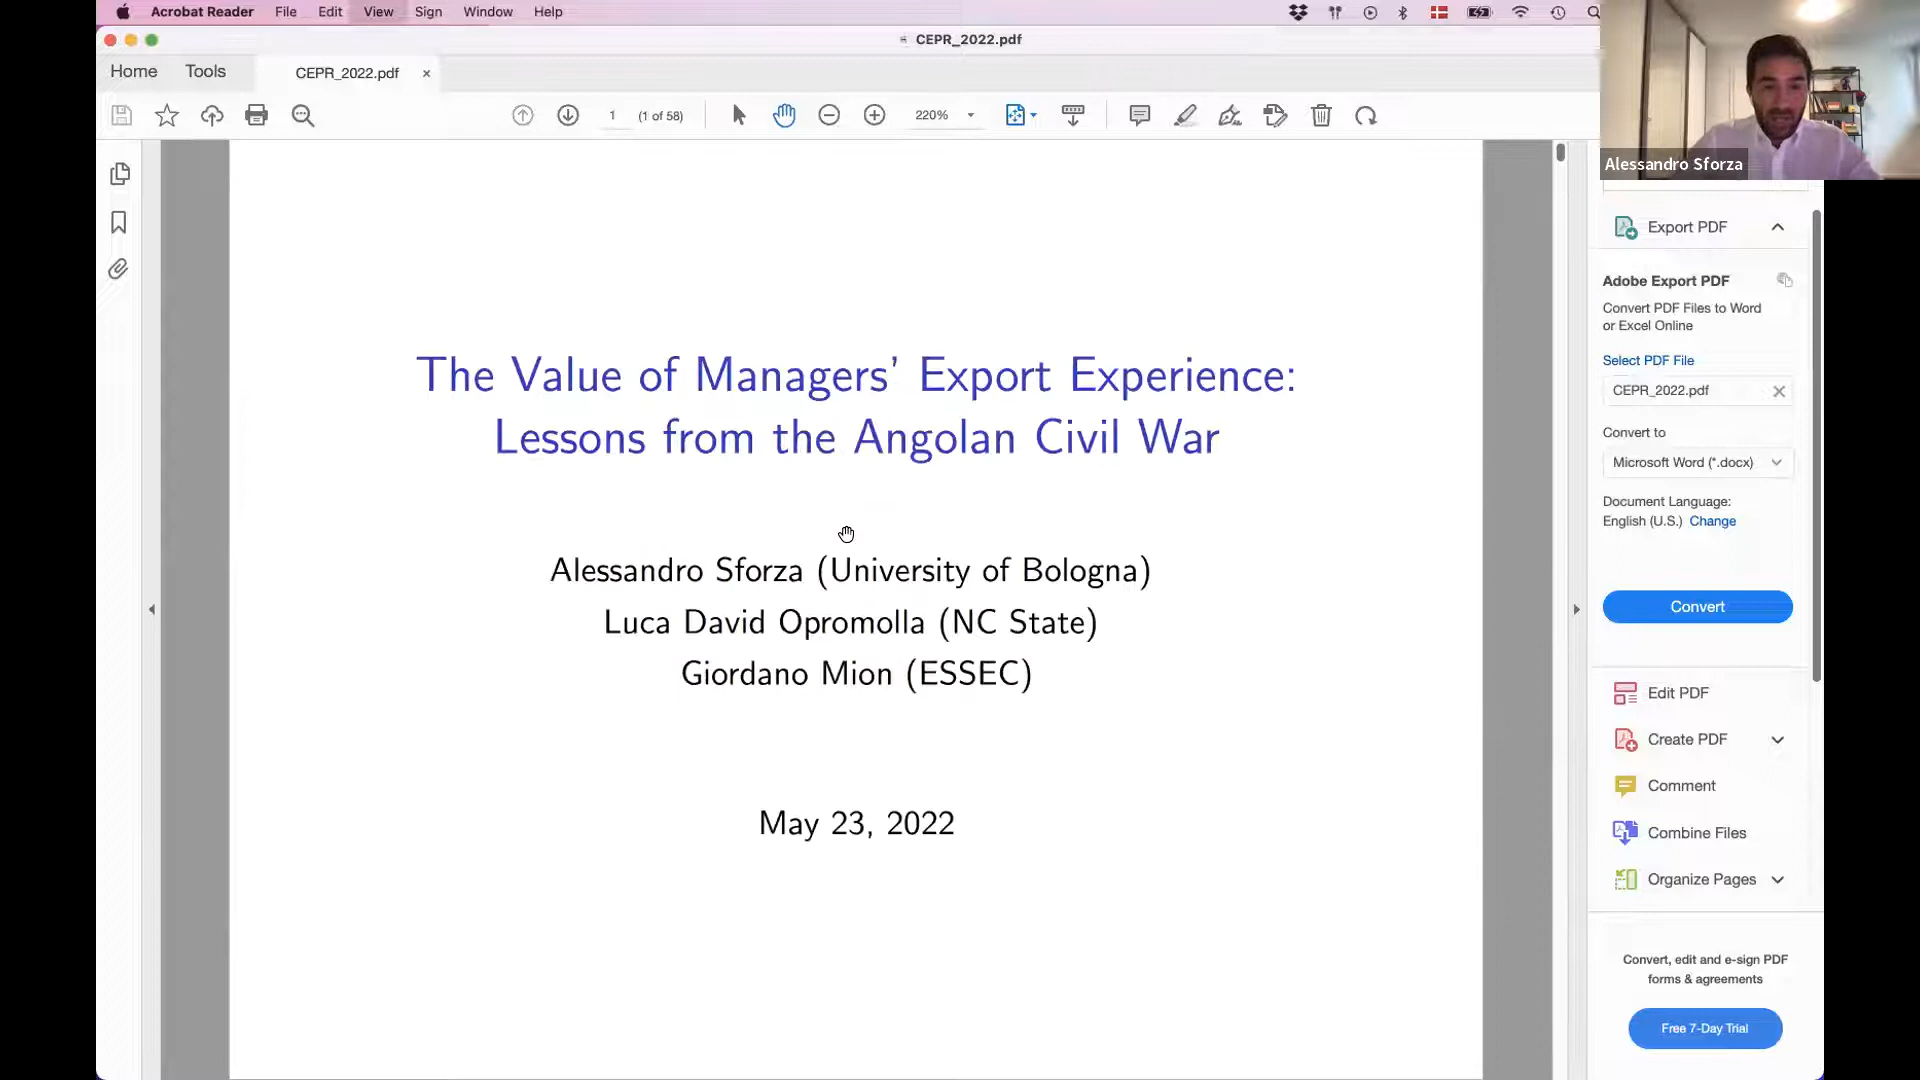 Acrobat Reader File Edit View Sign Window Help
CEPR_2022.pdf
Home Tools CEPR_2022.pdf
1 (1 of 58) 220%
Alessandro Sforza
The Value of Managers' Export Experience:
Lessons from the Angolan Civil War
Alessandro Sforza (University of Bologna)
Luca David Opromolla (NC State)
Giordano Mion (ESSEC)
May 23, 2022
Export PDF
Adobe Export PDF
Convert PDF Files to Word
or Excel Online
Select PDF File
CEPR_2022.pdf
Convert to
Microsoft Word (*.docx)
Document Language:
English (U.S.) Change
Convert
Edit PDF
Create PDF
Comment
Combine Files
Organize Pages
Convert, edit and e-sign PDF
forms & agreements
Free 7-Day Trial